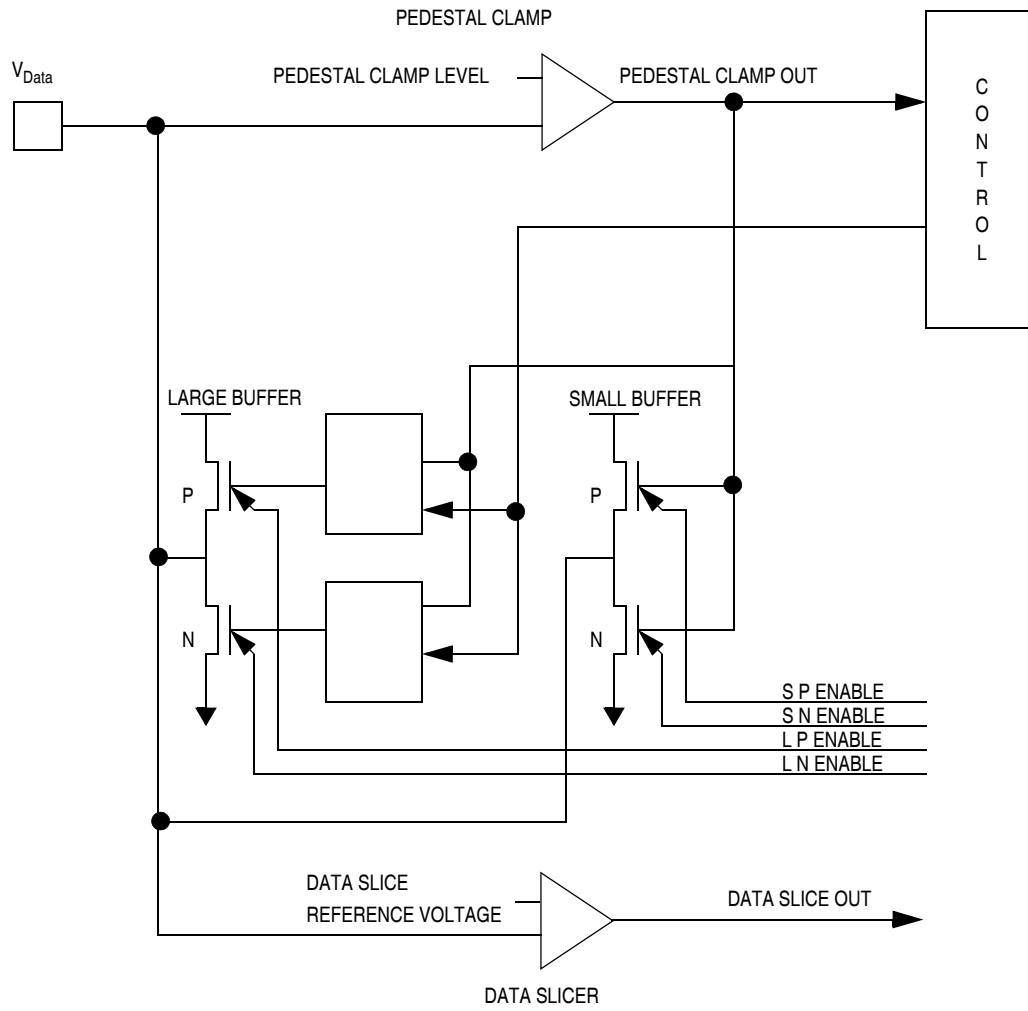 PEDESTAL CLAMP
V_Data
PEDESTAL CLAMP LEVEL
PEDESTAL CLAMP OUT
CONTROL
LARGE BUFFER
SMALL BUFFER
P
P
N
N
S P ENABLE
S N ENABLE
L P ENABLE
L N ENABLE
DATA SLICE
REFERENCE VOLTAGE
DATA SLICE OUT
DATA SLICER